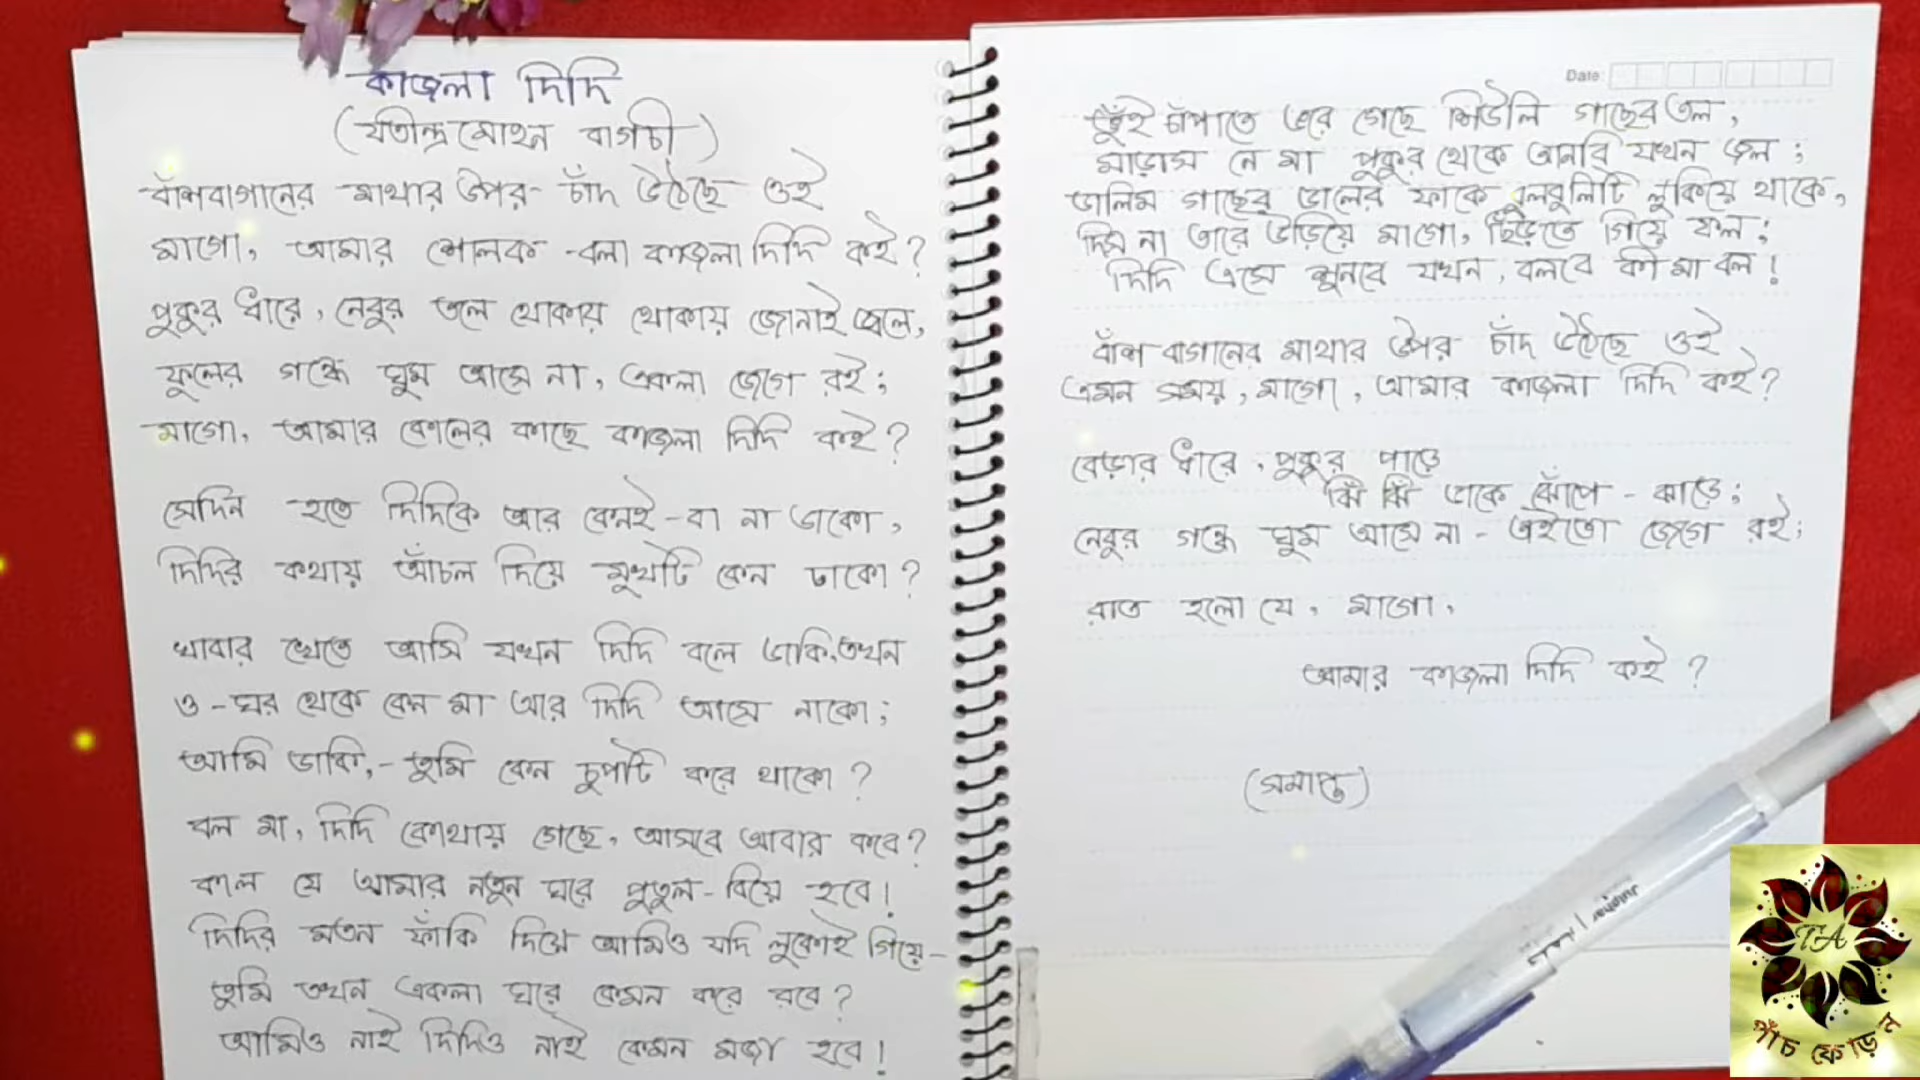 কাজলা দিদি
(যতীন্দ্রমোহন বাগচী)
বাঁশবাগানের মাথার উপর চাঁদ উঠেছে ওই
মাগো, আমার শোলক -বলা কাজলা দিদি কই?
পুকুর ধারে, নেবুর তলে থোকায় থোকায় জোনাই জ্বলে,
ফুলের গন্ধে ঘুম আসে না, একলা জেগে রই;
মাগো, আমার কোলের কাছে কাজলা দিদি কই?
সেদিন হতে দিদিকে আর কেনই-বা না ডাকো,
দিদির কথায় আঁচল দিয়ে মুখটি কেন ঢাকো?
খাবার খেতে আসি যখন দিদি বলে ডাকি, তখন
ও-ঘর থেকে কেন মা আর দিদি আসে নাকো;
আমি ডাকি,- তুমি কেন চুপটি করে থাকো?
বল মা, দিদি কোথায় গেছে, আসবে আবার কবে?
কাল যে আমার নতুন ঘরে পুতুল-বিয়ে হবে!
দিদির মতন ফাঁকি দিয়ে আমিও যদি লুকোই গিয়ে-
তুমি তখন একলা ঘরে কেমন করে রবে?
আমিও নাই দিদিও নাই কেমন মজা হবে!
Date:
ভুঁই চাঁপাতে ভরে গেছে শিউলি গাছের তল,
মাড়াস নে মা পুকুর থেকে আনবি যখন জল;
ডালিম গাছের ডালের ফাঁকে বুলবুলিটি লুকিয়ে থাকে,
দিস না তারে উড়িয়ে মাগো, ছিঁড়তে গিয়ে ফল;
দিদি এসে শুনবে যখন, বলবে কী মা বল!
বাঁশ বাগানের মাথার উপর চাঁদ উঠেছে ওই
এমন সময়, মাগো, আমার কাজলা দিদি কই?
বেড়ার ধারে, পুকুর পাড়ে
ঝিঁ ঝিঁ ডাকে ঝোঁপে - ঝাড়ে;
নেবুর গন্ধে ঘুম আসে না - তাইতো জেগে রই;
রাত হলো যে, মাগো,
আমার কাজলা দিদি কই?
(সমাপ্ত)
TA
পাঁচ ফোড়ন